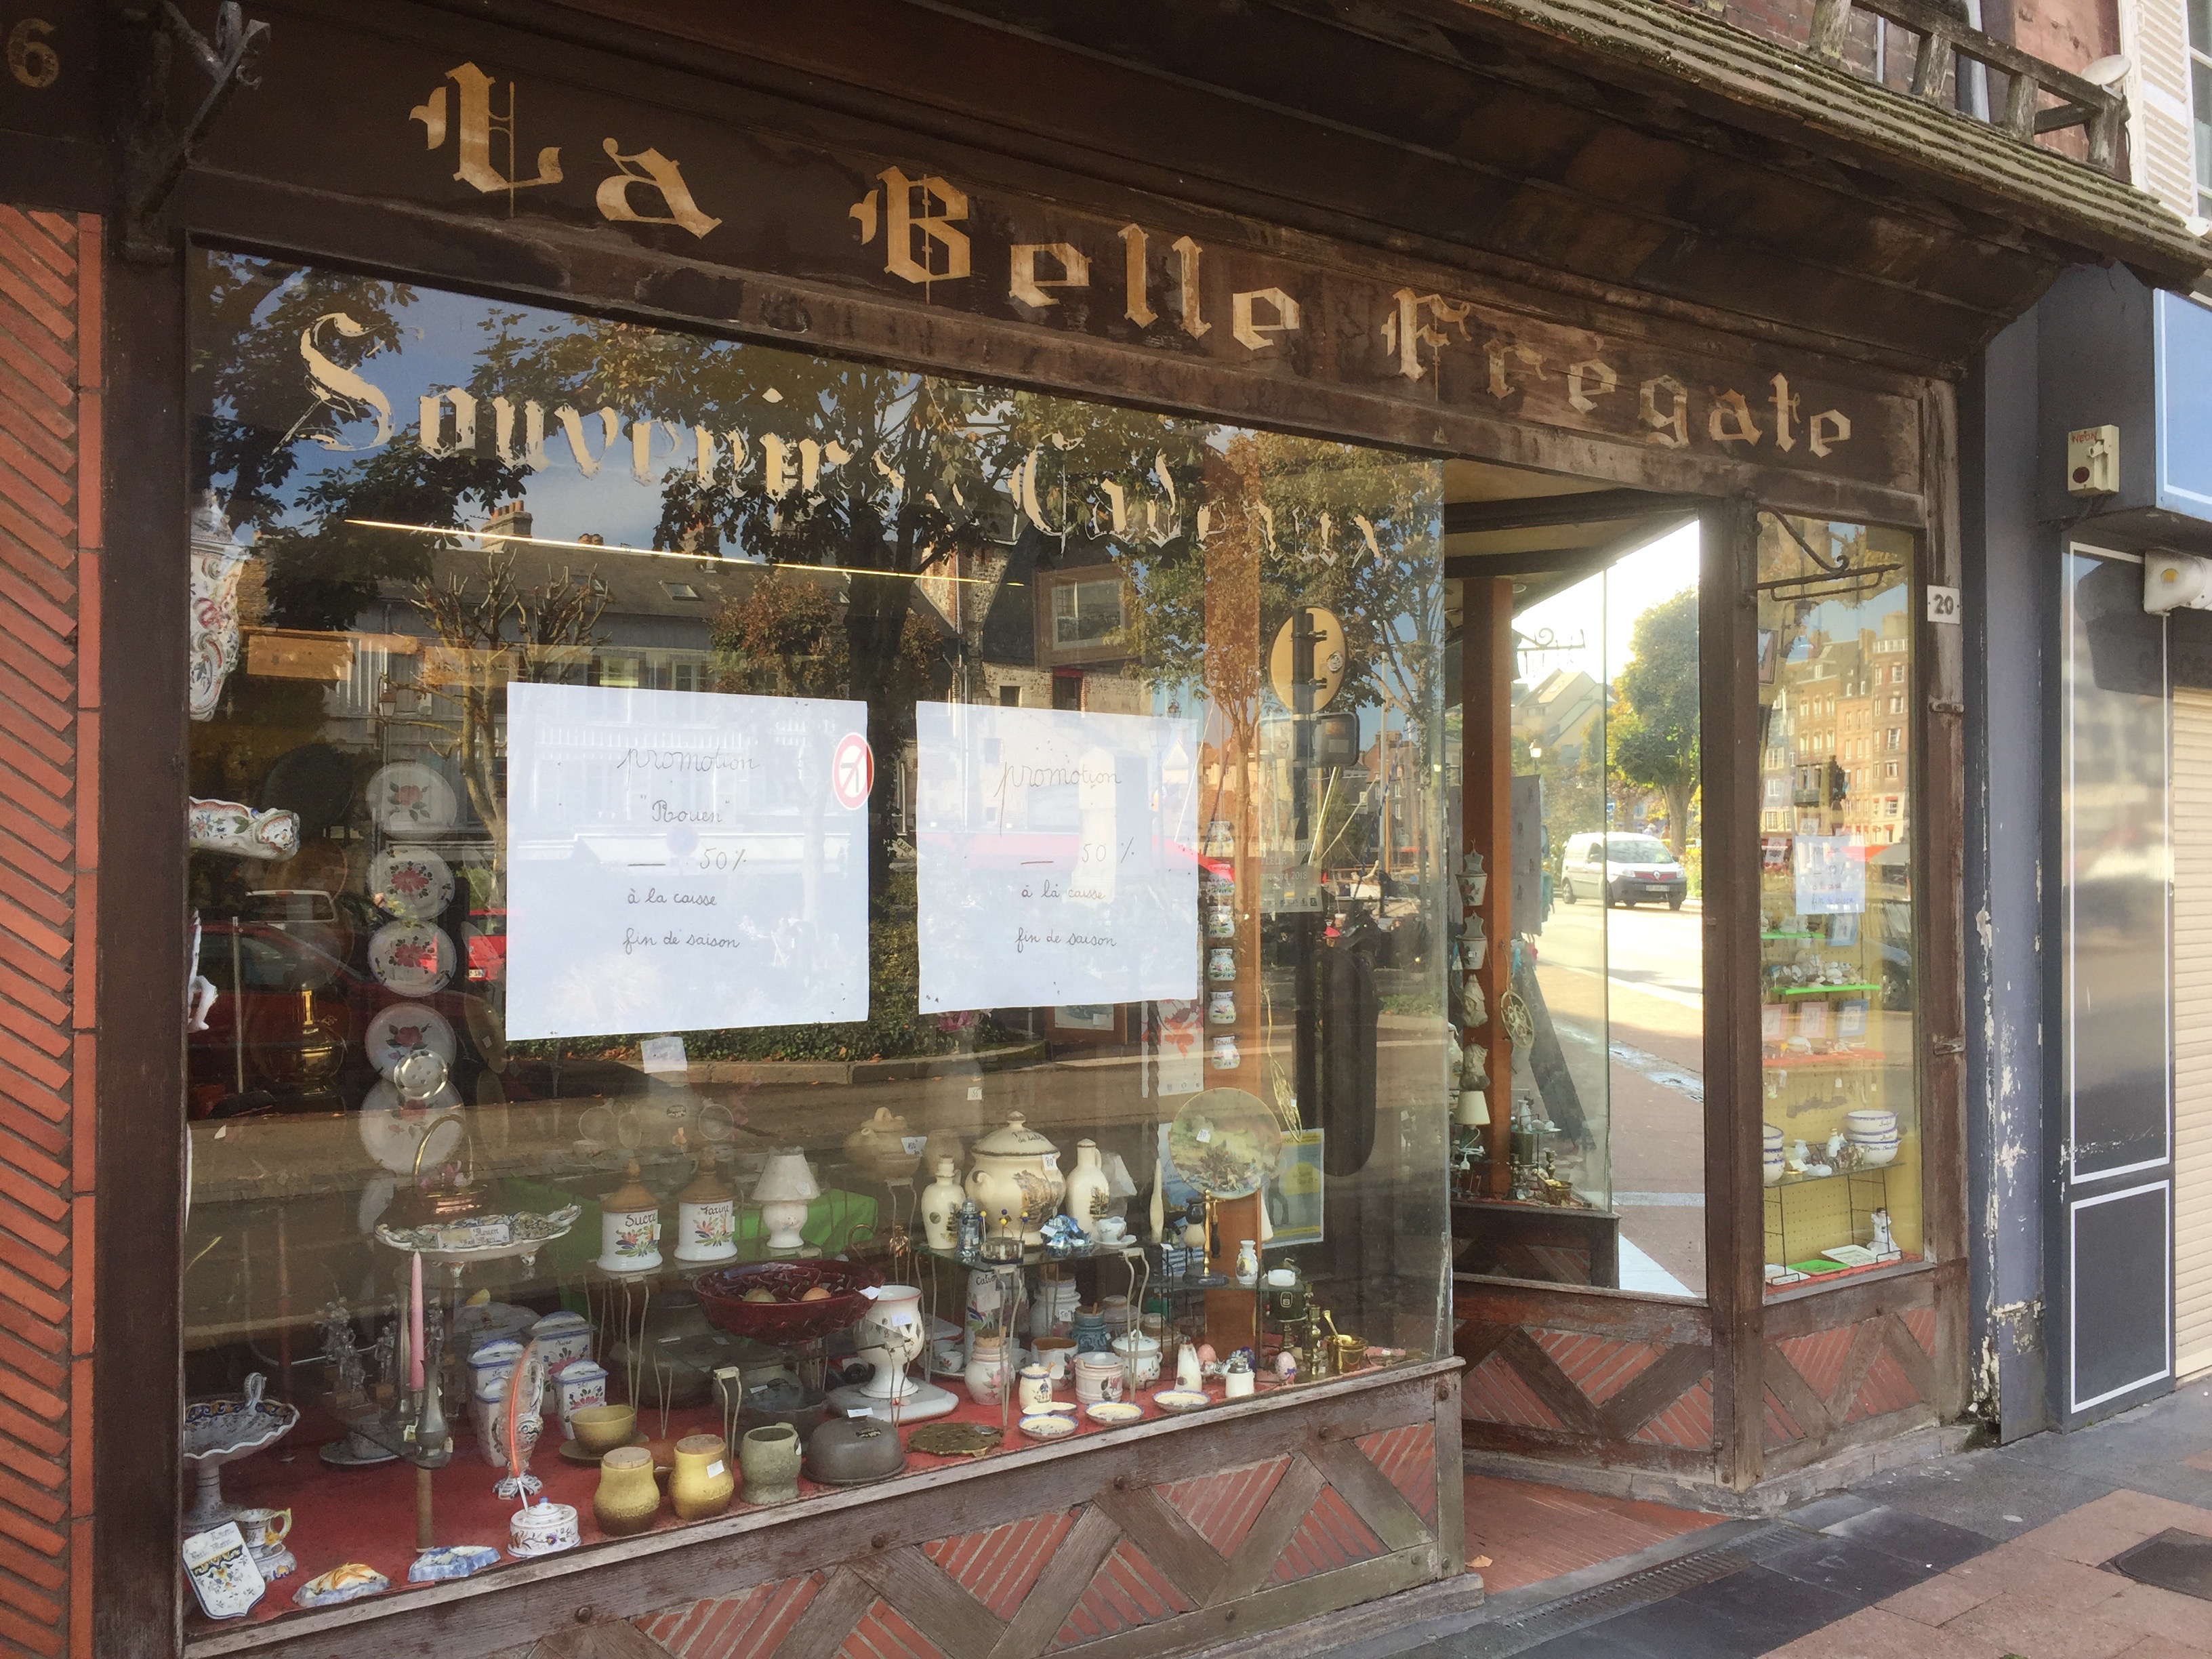 6
La Belle Frégate
Souvenirs Cadeaux
20
promotion
"Rouen"
— 50%
à la caisse
fin de saison
promotion
— 50 %
à la caisse
fin de saison
Sucre
Farine